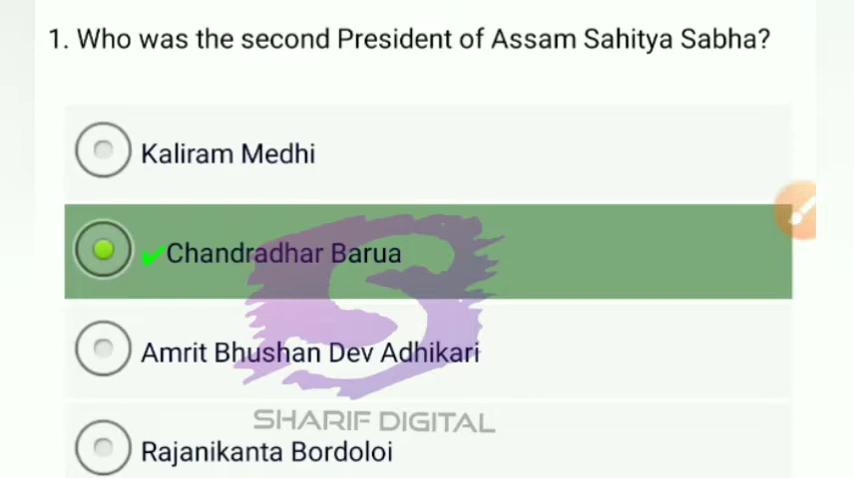 1. Who was the second President of Assam Sahitya Sabha?
Kaliram Medhi
Chandradhar Barua
Amrit Bhushan Dev Adhikari
SHARIF DIGITAL
Rajanikanta Bordoloi